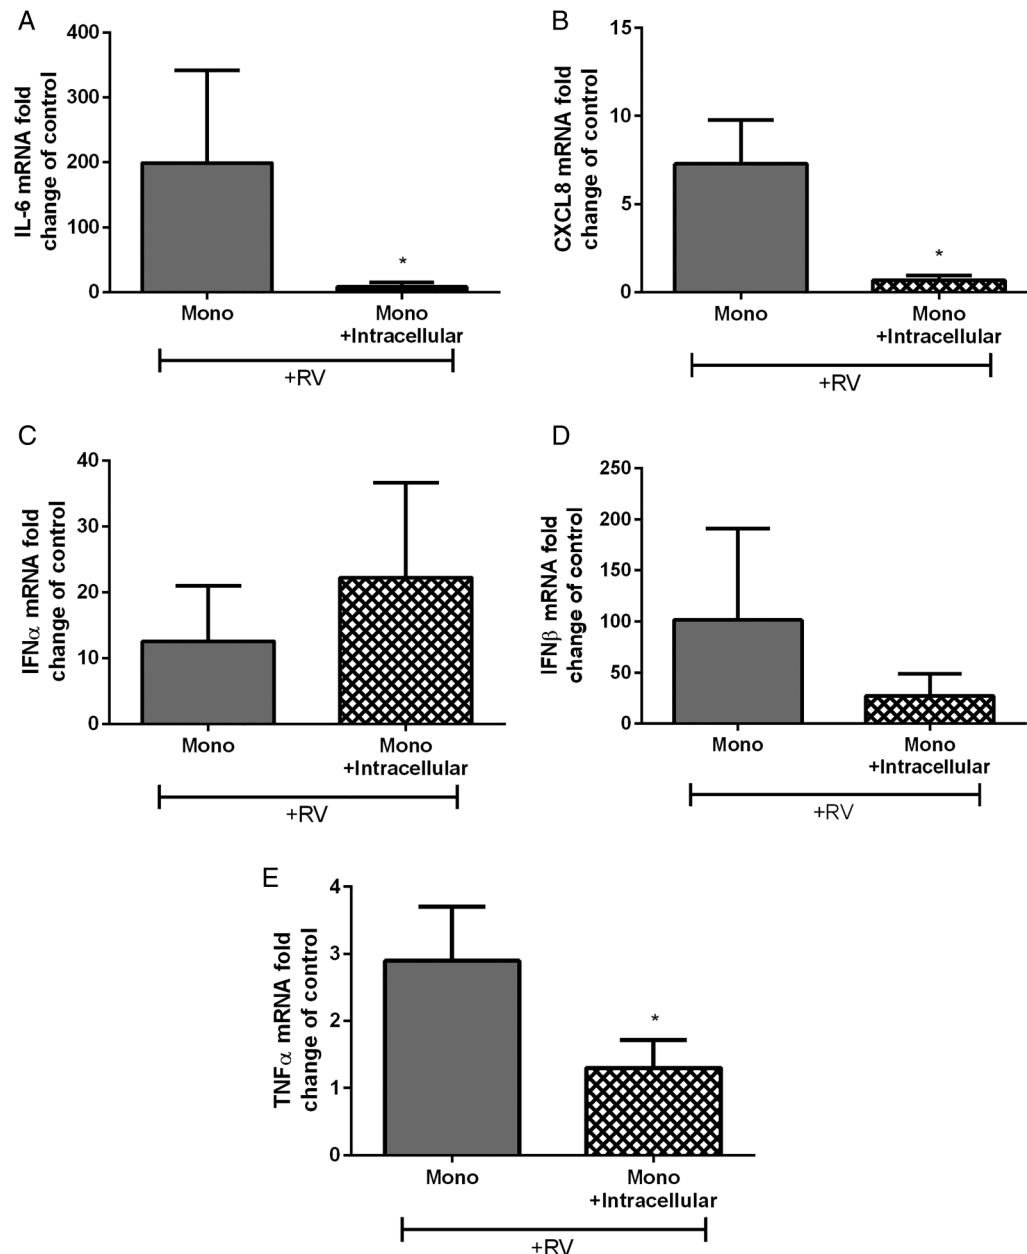 A
IL-6 mRNA fold
change of control
400
300
200
100
0
*
Mono
Mono
+Intracellular
+RV
B
CXCL8 mRNA fold
change of control
15
10
5
0
*
Mono
Mono
+Intracellular
+RV
C
IFNα mRNA fold
change of control
40
30
20
10
0
Mono
Mono
+Intracellular
+RV
D
IFNβ mRNA fold
change of control
250
200
150
100
50
0
Mono
Mono
+Intracellular
+RV
E
TNFα mRNA fold
change of control
4
3
2
1
0
*
Mono
Mono
+Intracellular
+RV